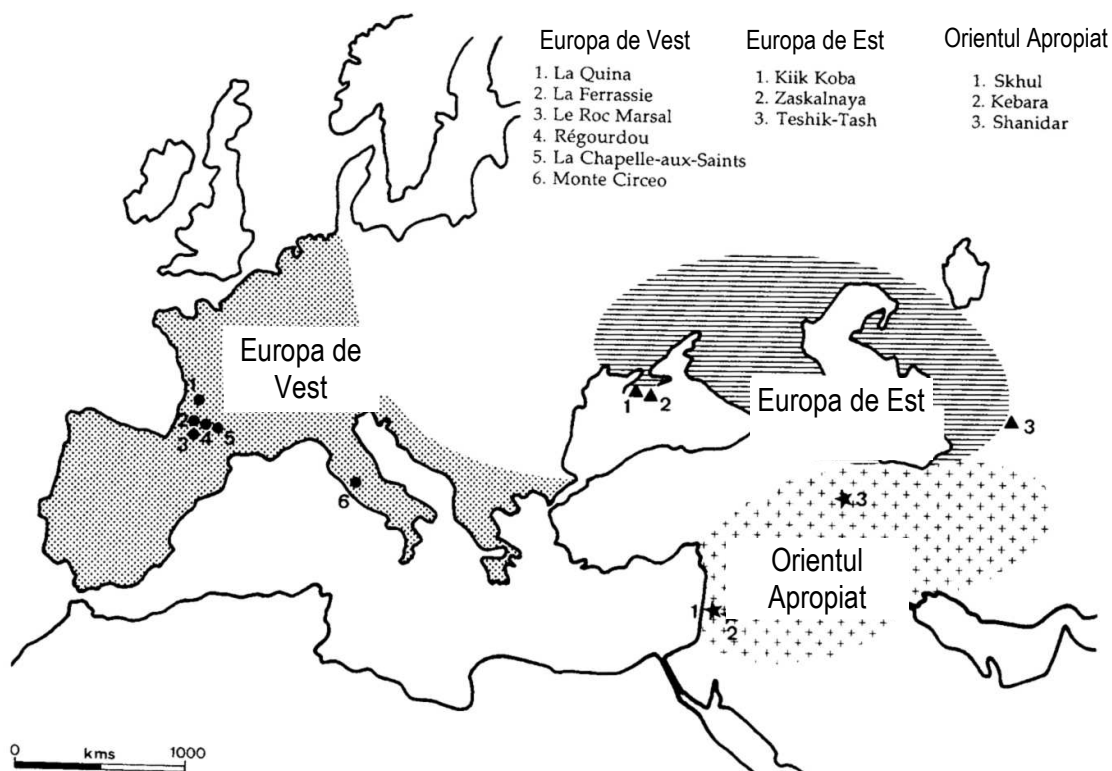 Europa de Vest
1. La Quina
2. La Ferrassie
3. Le Roc Marsal
4. Régourdou
5. La Chapelle-aux-Saints
6. Monte Circeo
Europa de Est
1. Kiik Koba
2. Zaskalnaya
3. Teshik-Tash
Orientul Apropiat
1. Skhul
2. Kebara
3. Shanidar
Europa de
Vest
1
2
3
4
5
6
Europa de Est
1
2
3
Orientul
Apropiat
3
1
2
0 kms 1000